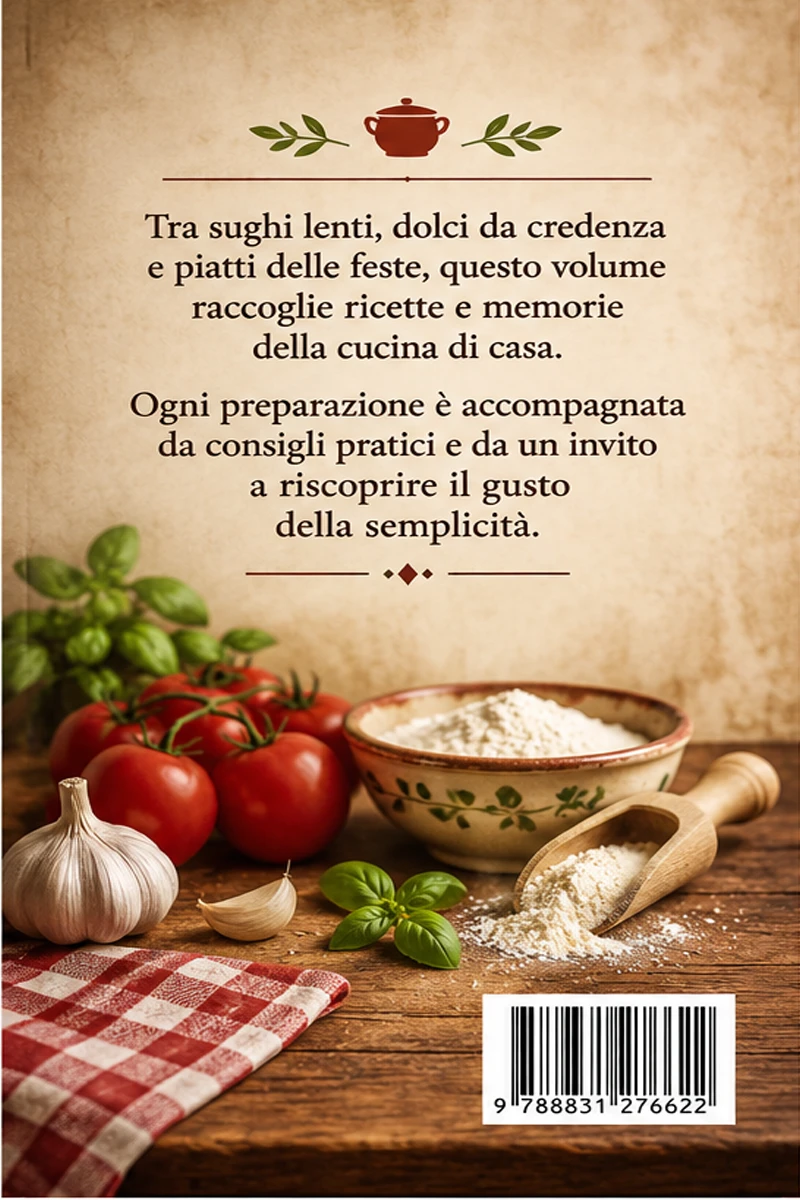 Tra sughi lenti, dolci da credenza
e piatti delle feste, questo volume
raccoglie ricette e memorie
della cucina di casa.
Ogni preparazione è accompagnata
da consigli pratici e da un invito
a riscoprire il gusto
della semplicità.
9 788831 276622